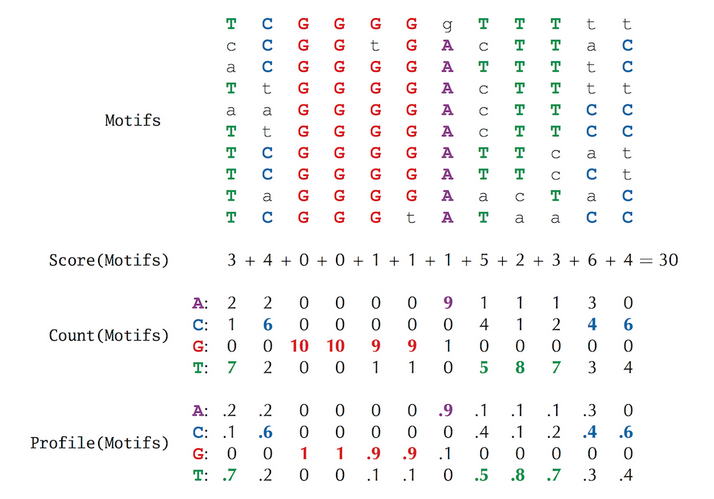 T C G G G G g T T T t t
c C G G t G A c T T a C
a C G G G G A T T T t C
T t G G G G A c T T t t
Motifs a a G G G G A c T T C C
T t G G G G A c T T C C
T C G G G G A T T c a t
T C G G G G A T T c C t
T a G G G G A a c T a C
T C G G G t A T a a C C
Score(Motifs) 3 + 4 + 0 + 0 + 1 + 1 + 1 + 5 + 2 + 3 + 6 + 4 = 30
A: 2 2 0 0 0 0 9 1 1 1 3 0
Count(Motifs) C: 1 6 0 0 0 0 0 4 1 2 4 6
G: 0 0 10 10 9 9 1 0 0 0 0 0
T: 7 2 0 0 1 1 0 5 8 7 3 4
A: .2 .2 0 0 0 0 .9 .1 .1 .1 .3 0
Profile(Motifs) C: .1 .6 0 0 0 0 0 .4 .1 .2 .4 .6
G: 0 0 1 1 .9 .9 .1 0 0 0 0 0
T: .7 .2 0 0 .1 .1 0 .5 .8 .7 .3 .4